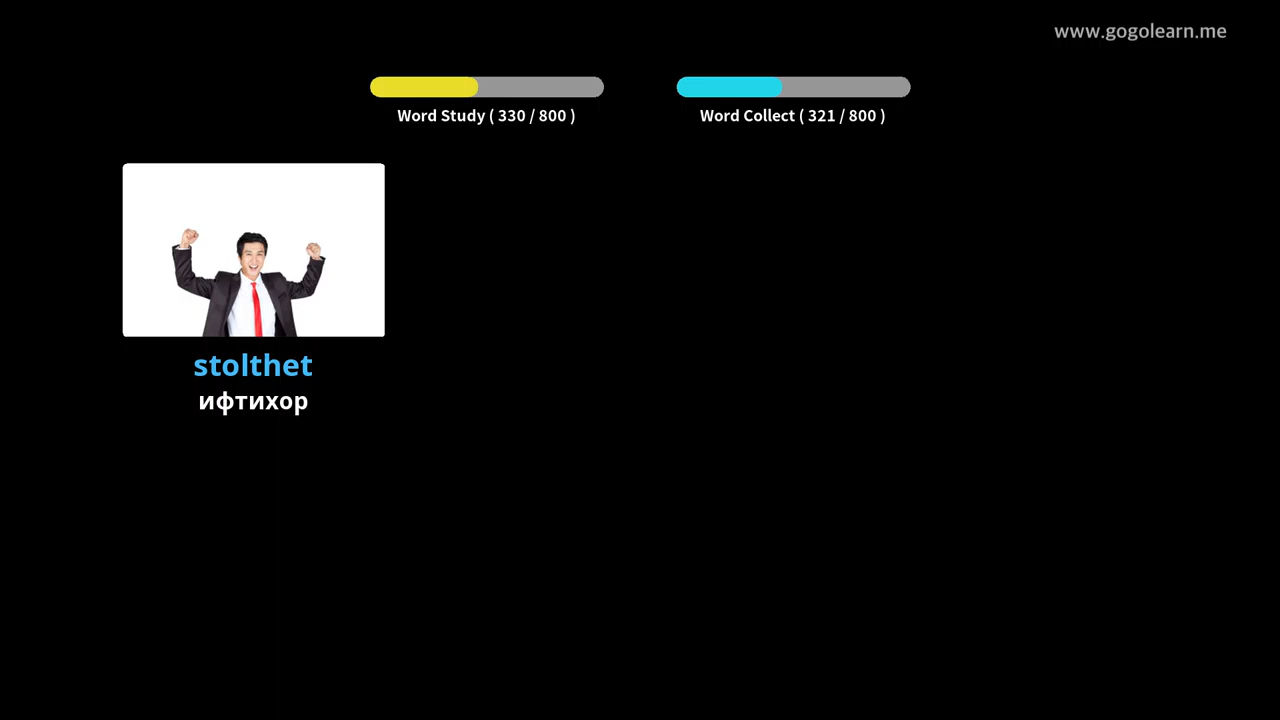 www.gogolearn.me
Word Study ( 330 / 800 )
Word Collect ( 321 / 800 )
stolthet
ифтихор